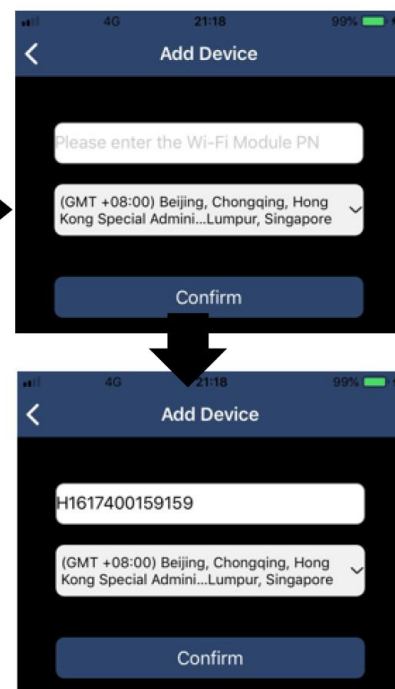 4G 21:18 99%
Add Device
Please enter the Wi-Fi Module PN
(GMT +08:00) Beijing, Chongqing, Hong
Kong Special Admini...Lumpur, Singapore
Confirm
4G 21:18 99%
Add Device
H1617400159159
(GMT +08:00) Beijing, Chongqing, Hong
Kong Special Admini...Lumpur, Singapore
Confirm